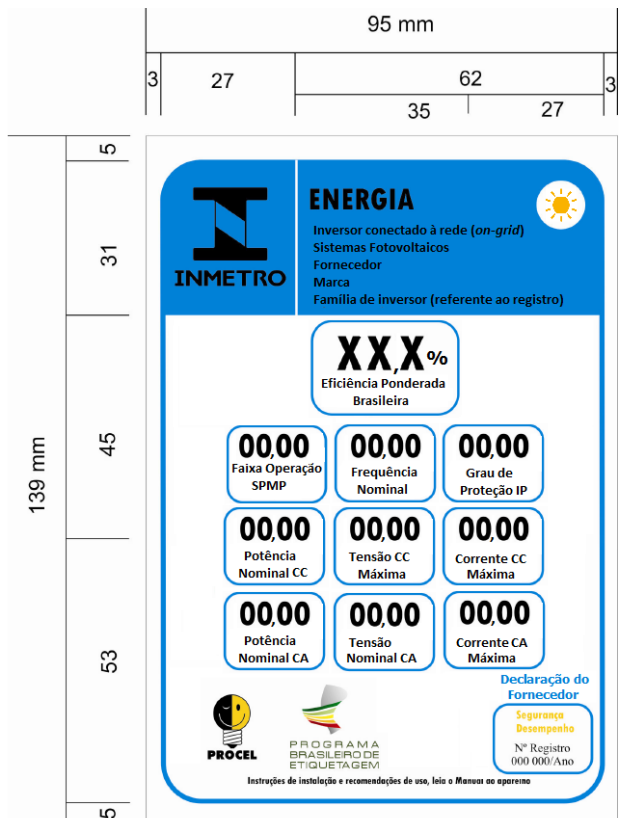 95 mm
3 27 62 3
35 27
5
31
45
139 mm
53
5
INMETRO
ENERGIA
Inversor conectado à rede (on-grid)
Sistemas Fotovoltaicos
Fornecedor
Marca
Família de inversor (referente ao registro)
XX,X%
Eficiência Ponderada
Brasileira
00,00
Faixa Operação
SPMP
00,00
Frequência
Nominal
00,00
Grau de
Proteção IP
00,00
Potência
Nominal CC
00,00
Tensão CC
Máxima
00,00
Corrente CC
Máxima
00,00
Potência
Nominal CA
00,00
Tensão
Nominal CA
00,00
Corrente CA
Máxima
PROCEL
PROGRAMA
BRASILEIRO DE
ETIQUETAGEM
Declaração do
Fornecedor
Segurança
Desempenho
Nº Registro
000 000/Ano
Instruções de instalação e recomendações de uso, leia o Manual ao aparelho